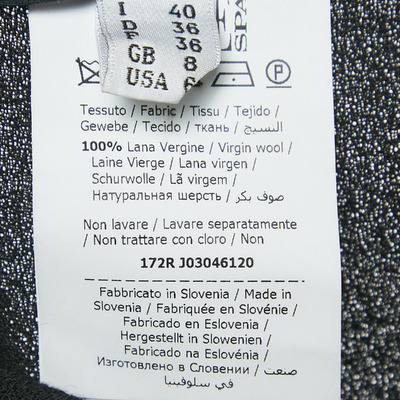 I 40
D 36
F 36
GB 8
USA 6
SPA
P
Tessuto / Fabric / Tissu / Tejido /
Gewebe / Tecido / ткань / النسيج
100% Lana Vergine / Virgin wool /
Laine Vierge / Lana virgen /
Schurwolle / Lã virgem /
Натуральная шерсть / صوف بكر
Non lavare / Lavare separatamente
/ Non trattare con cloro / Non
172R J03046120
Fabbricato in Slovenia / Made in
Slovenia / Fabriquée en Slovénie /
Fabricado en Eslovenia /
Hergestellt in Slowenien /
Fabricado na Eslovénia /
Изготовлено в Словении / صنعت
في سلوفينيا